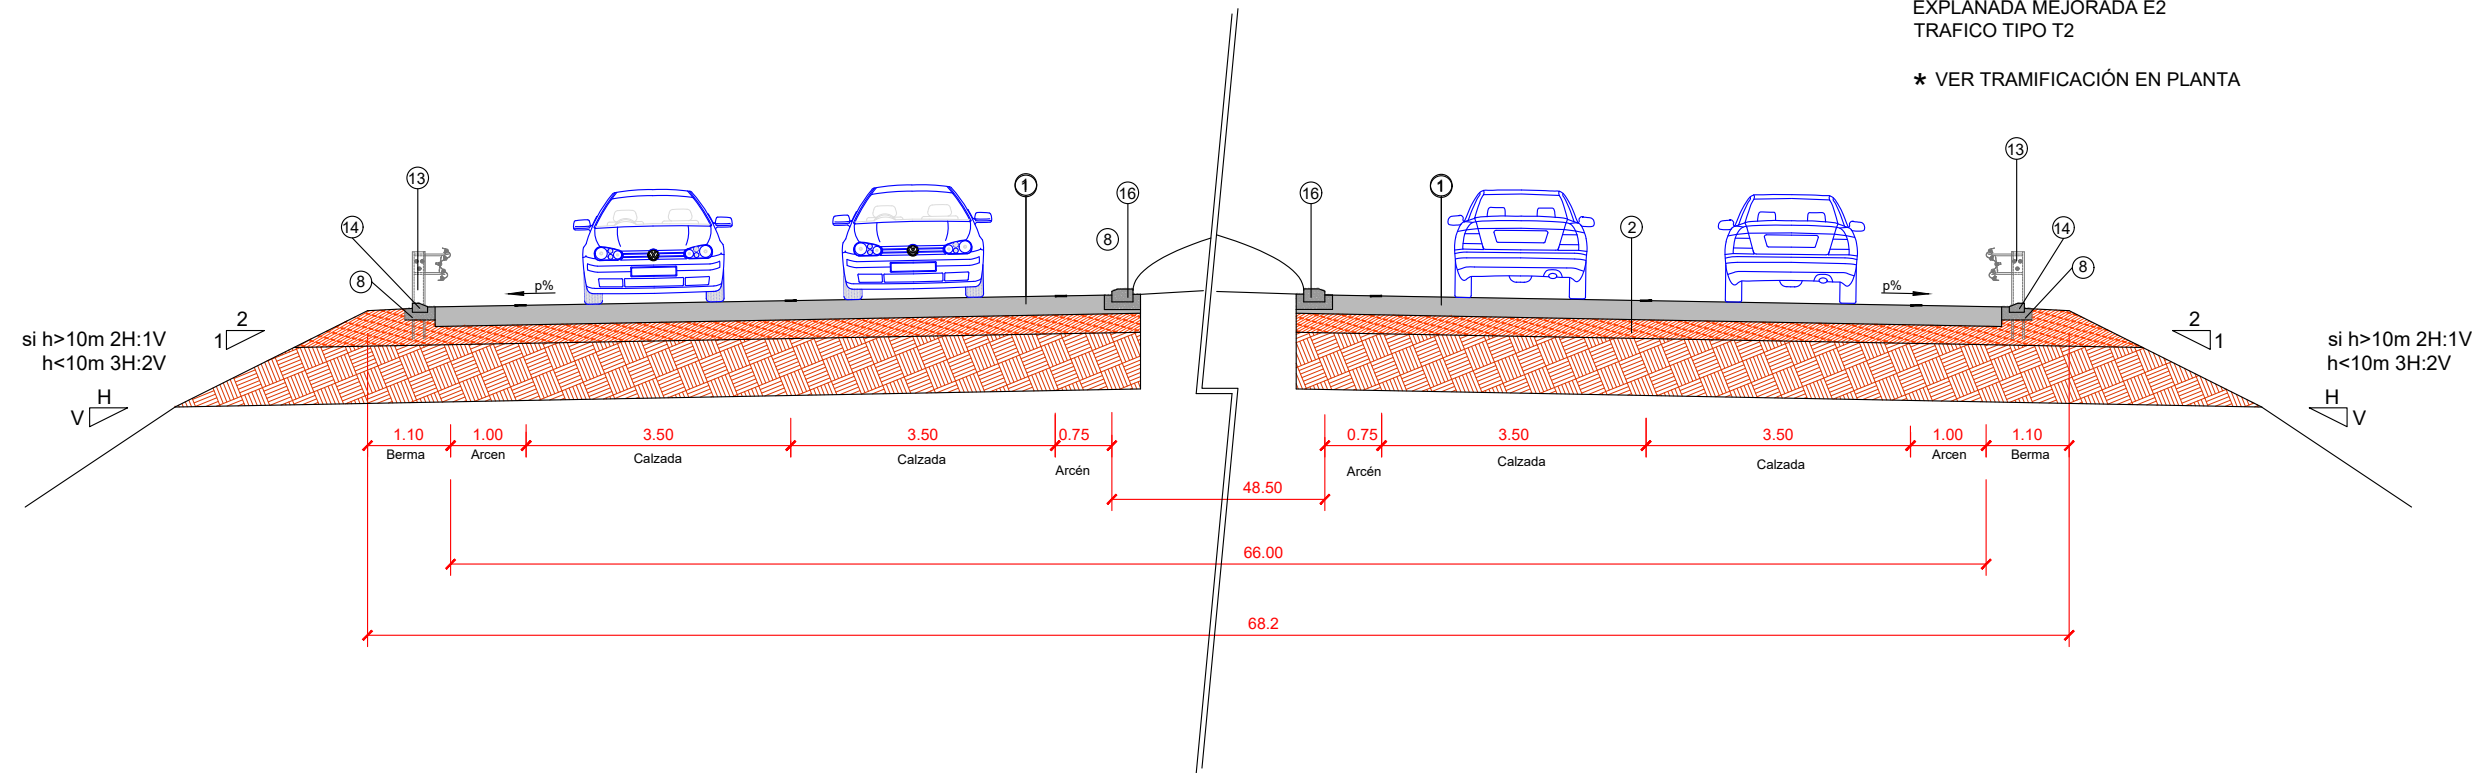 EXPLANADA MEJORADA E2
TRAFICO TIPO T2
* VER TRAMIFICACIÓN EN PLANTA
13
14
8
1
16
8
16
1
2
13
14
8
p%
p%
2
1
si h>10m 2H:1V
h<10m 3H:2V
H
V
2
1
si h>10m 2H:1V
h<10m 3H:2V
H
V
1.10
1.00
3.50
3.50
0.75
0.75
3.50
3.50
1.00
1.10
Berma
Arcen
Calzada
Calzada
Arcén
Arcén
Calzada
Calzada
Arcen
Berma
48.50
66.00
68.2